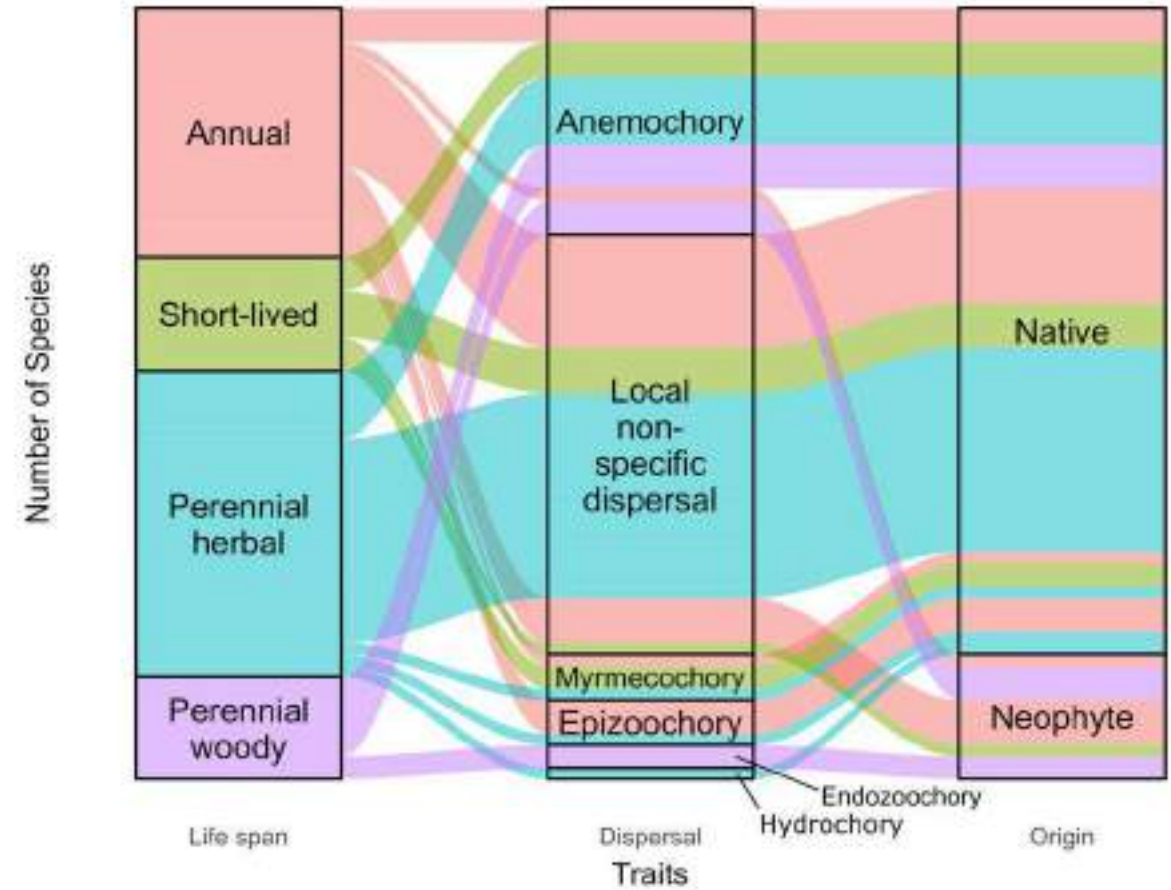 Number of Species
Annual
Short-lived
Perennial
herbal
Perennial
woody
Anemochory
Local
non-
specific
dispersal
Myrmecochory
Epizoochory
Endozoochory
Hydrochory
Native
Neophyte
Life span
Dispersal
Origin
Traits